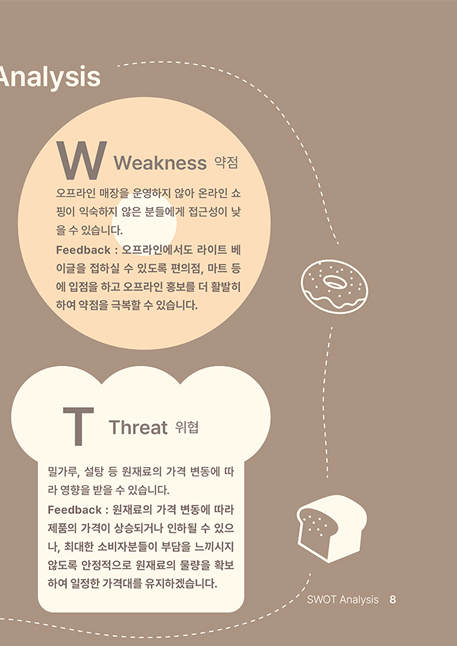 Analysis
W Weakness 약점
오프라인 매장을 운영하지 않아 온라인 쇼
핑이 익숙하지 않은 분들에게 접근성이 낮
을 수 있습니다.
Feedback : 오프라인에서도 라이트 베
이글을 접하실 수 있도록 편의점, 마트 등
에 입점을 하고 오프라인 홍보를 더 활발히
하여 약점을 극복할 수 있습니다.
T Threat 위협
밀가루, 설탕 등 원재료의 가격 변동에 따
라 영향을 받을 수 있습니다.
Feedback : 원재료의 가격 변동에 따라
제품의 가격이 상승되거나 인하될 수 있으
나, 최대한 소비자분들이 부담을 느끼시지
않도록 안정적으로 원재료의 물량을 확보
하여 일정한 가격대를 유지하겠습니다.
SWOT Analysis 8